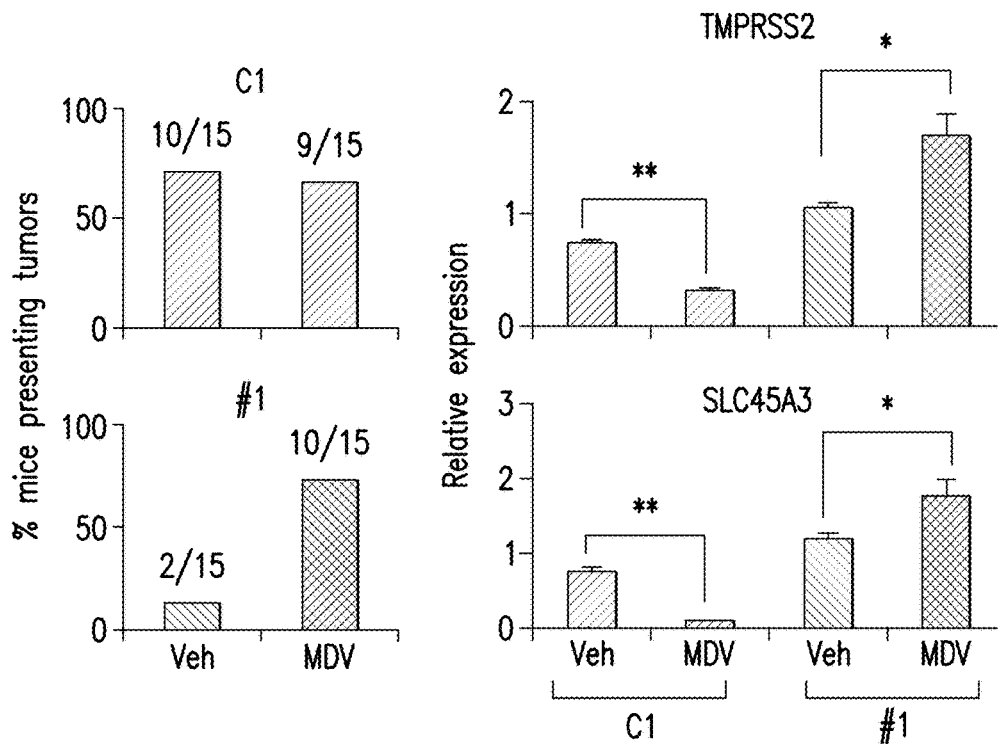 % mice presenting tumors
C1
100
50
0
10/15
9/15
#1
100
50
0
2/15
10/15
Veh
MDV
Relative expression
TMPRSS2
2
1
0
**
*
SLC45A3
3
2
1
0
**
*
Veh
MDV
Veh
MDV
C1
#1